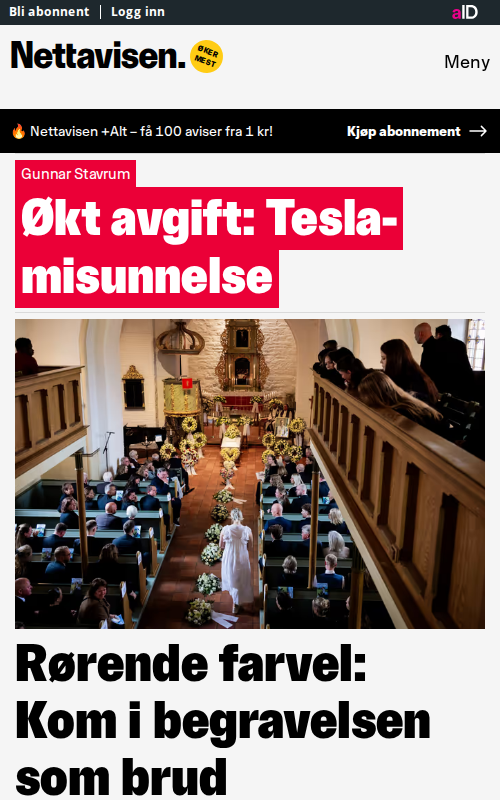 Bli abonnent
Logg inn
aID
Nettavisen.
ØKER
MEST
Meny
🔥 Nettavisen +Alt – få 100 aviser fra 1 kr!
Kjøp abonnement →
Gunnar Stavrum
Økt avgift: Tesla-
misunnelse
Rørende farvel:
Kom i begravelsen
som brud